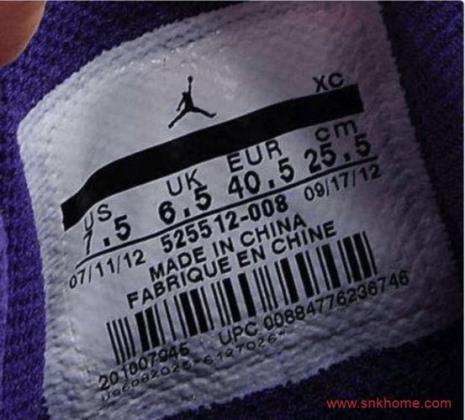 XC
US UK EUR cm
7.5 6.5 40.5 25.5
07/11/12 525512-008 09/17/12
MADE IN CHINA
FABRIQUE EN CHINE
201007945 UPC 00884776236746
www.snkhome.com